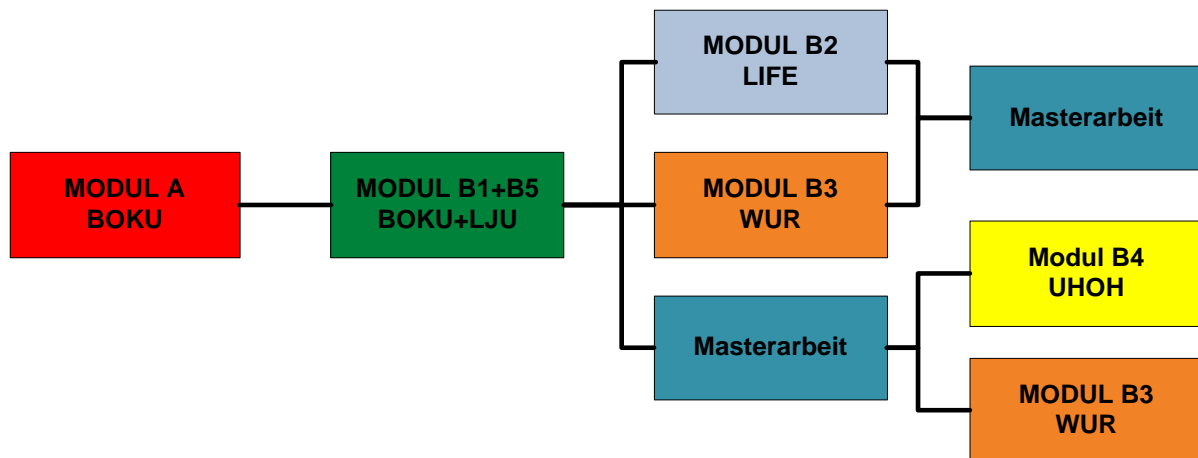 MODUL A
BOKU
MODUL B1+B5
BOKU+LJU
MODUL B2
LIFE
MODUL B3
WUR
Masterarbeit
Masterarbeit
Modul B4
UHOH
MODUL B3
WUR